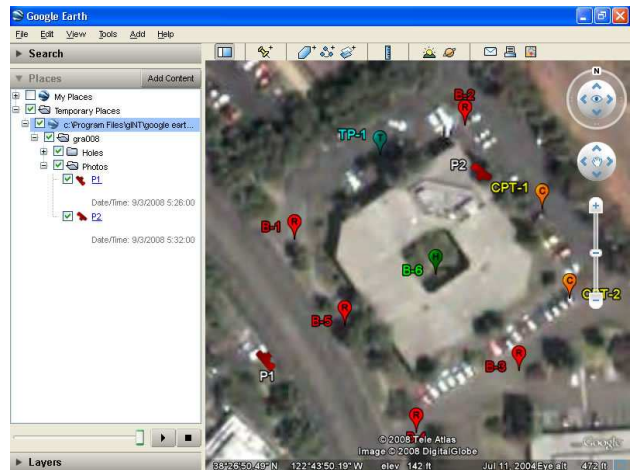 Google Earth
File Edit View Tools Add Help
Search
Places
Add Content
My Places
Temporary Places
c:\Program Files\gINT\google eart...
gra008
Holes
Photos
P1
Date/Time: 9/3/2008 5:28:00
P2
Date/Time: 9/3/2008 5:32:00
Layers
N
B-2
R
TP-1
T
P2
CPT-1
C
B-1
R
B-6
H
CPT-2
C
B-5
R
B-3
R
P1
R
© 2008 Tele Atlas
Image © 2008 DigitalGlobe
Google
38°26'50.49" N 122°43'50.19" W elev 142 ft Jul 11, 2004 Eye alt 472 ft